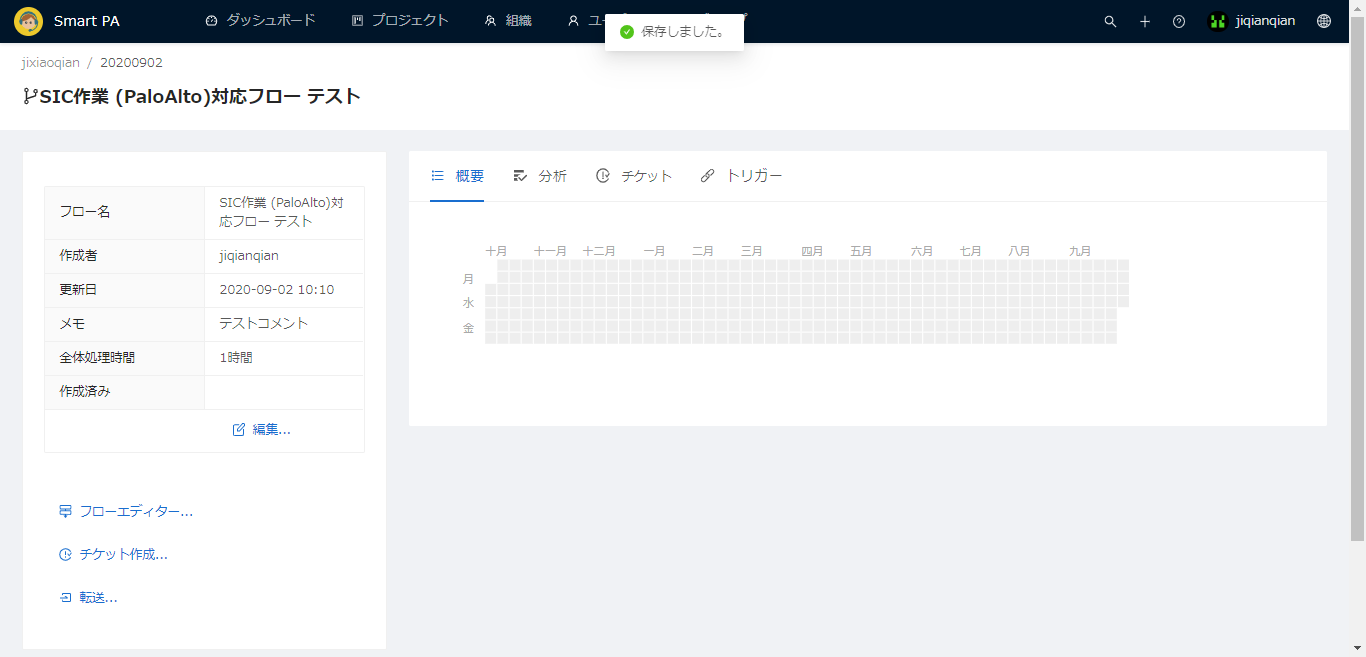 Smart PA
ダッシュボード
プロジェクト
組織
保存しました。
jiqianqian
jixiaoqian / 20200902
SIC作業 (PaloAlto)対応フロー テスト
フロー名
SIC作業 (PaloAlto)対
応フロー テスト
作成者
jiqianqian
更新日
2020-09-02 10:10
メモ
テストコメント
全体処理時間
1時間
作成済み
編集...
フローエディター...
チケット作成...
転送...
概要
分析
チケット
トリガー
十月 十一月 十二月 一月 二月 三月 四月 五月 六月 七月 八月 九月
月
水
金